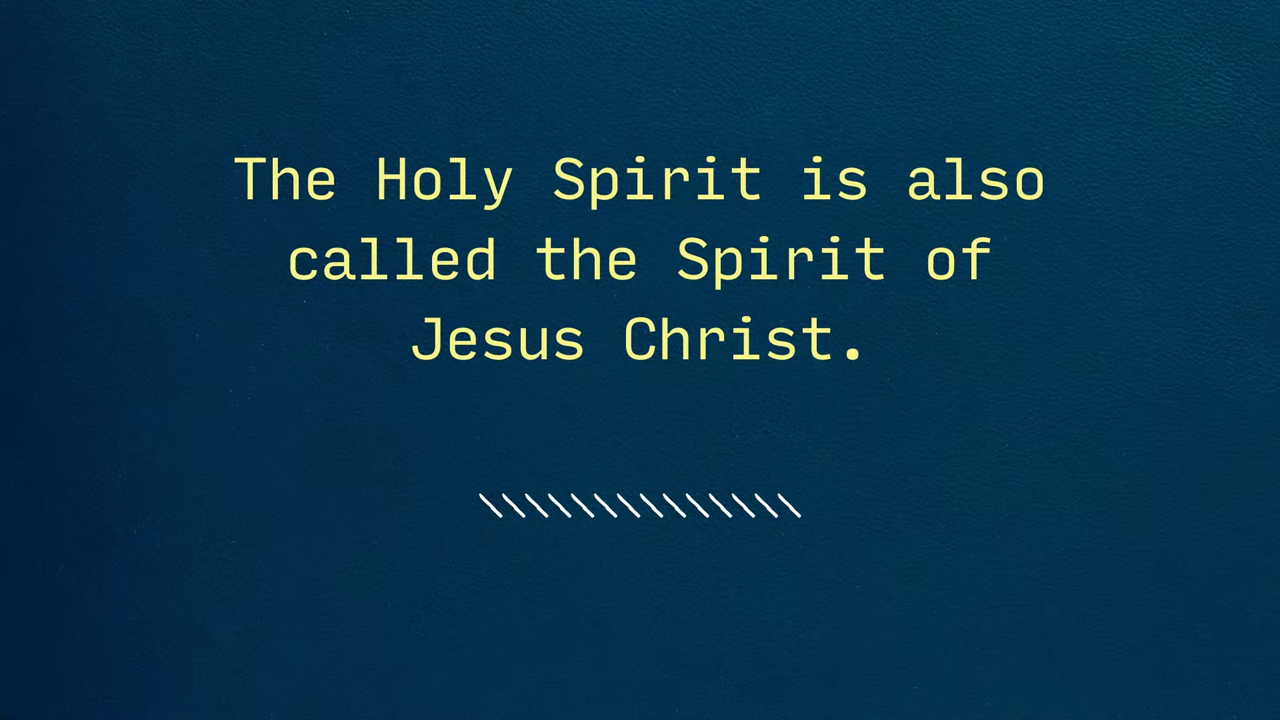 The Holy Spirit is also
called the Spirit of
Jesus Christ.